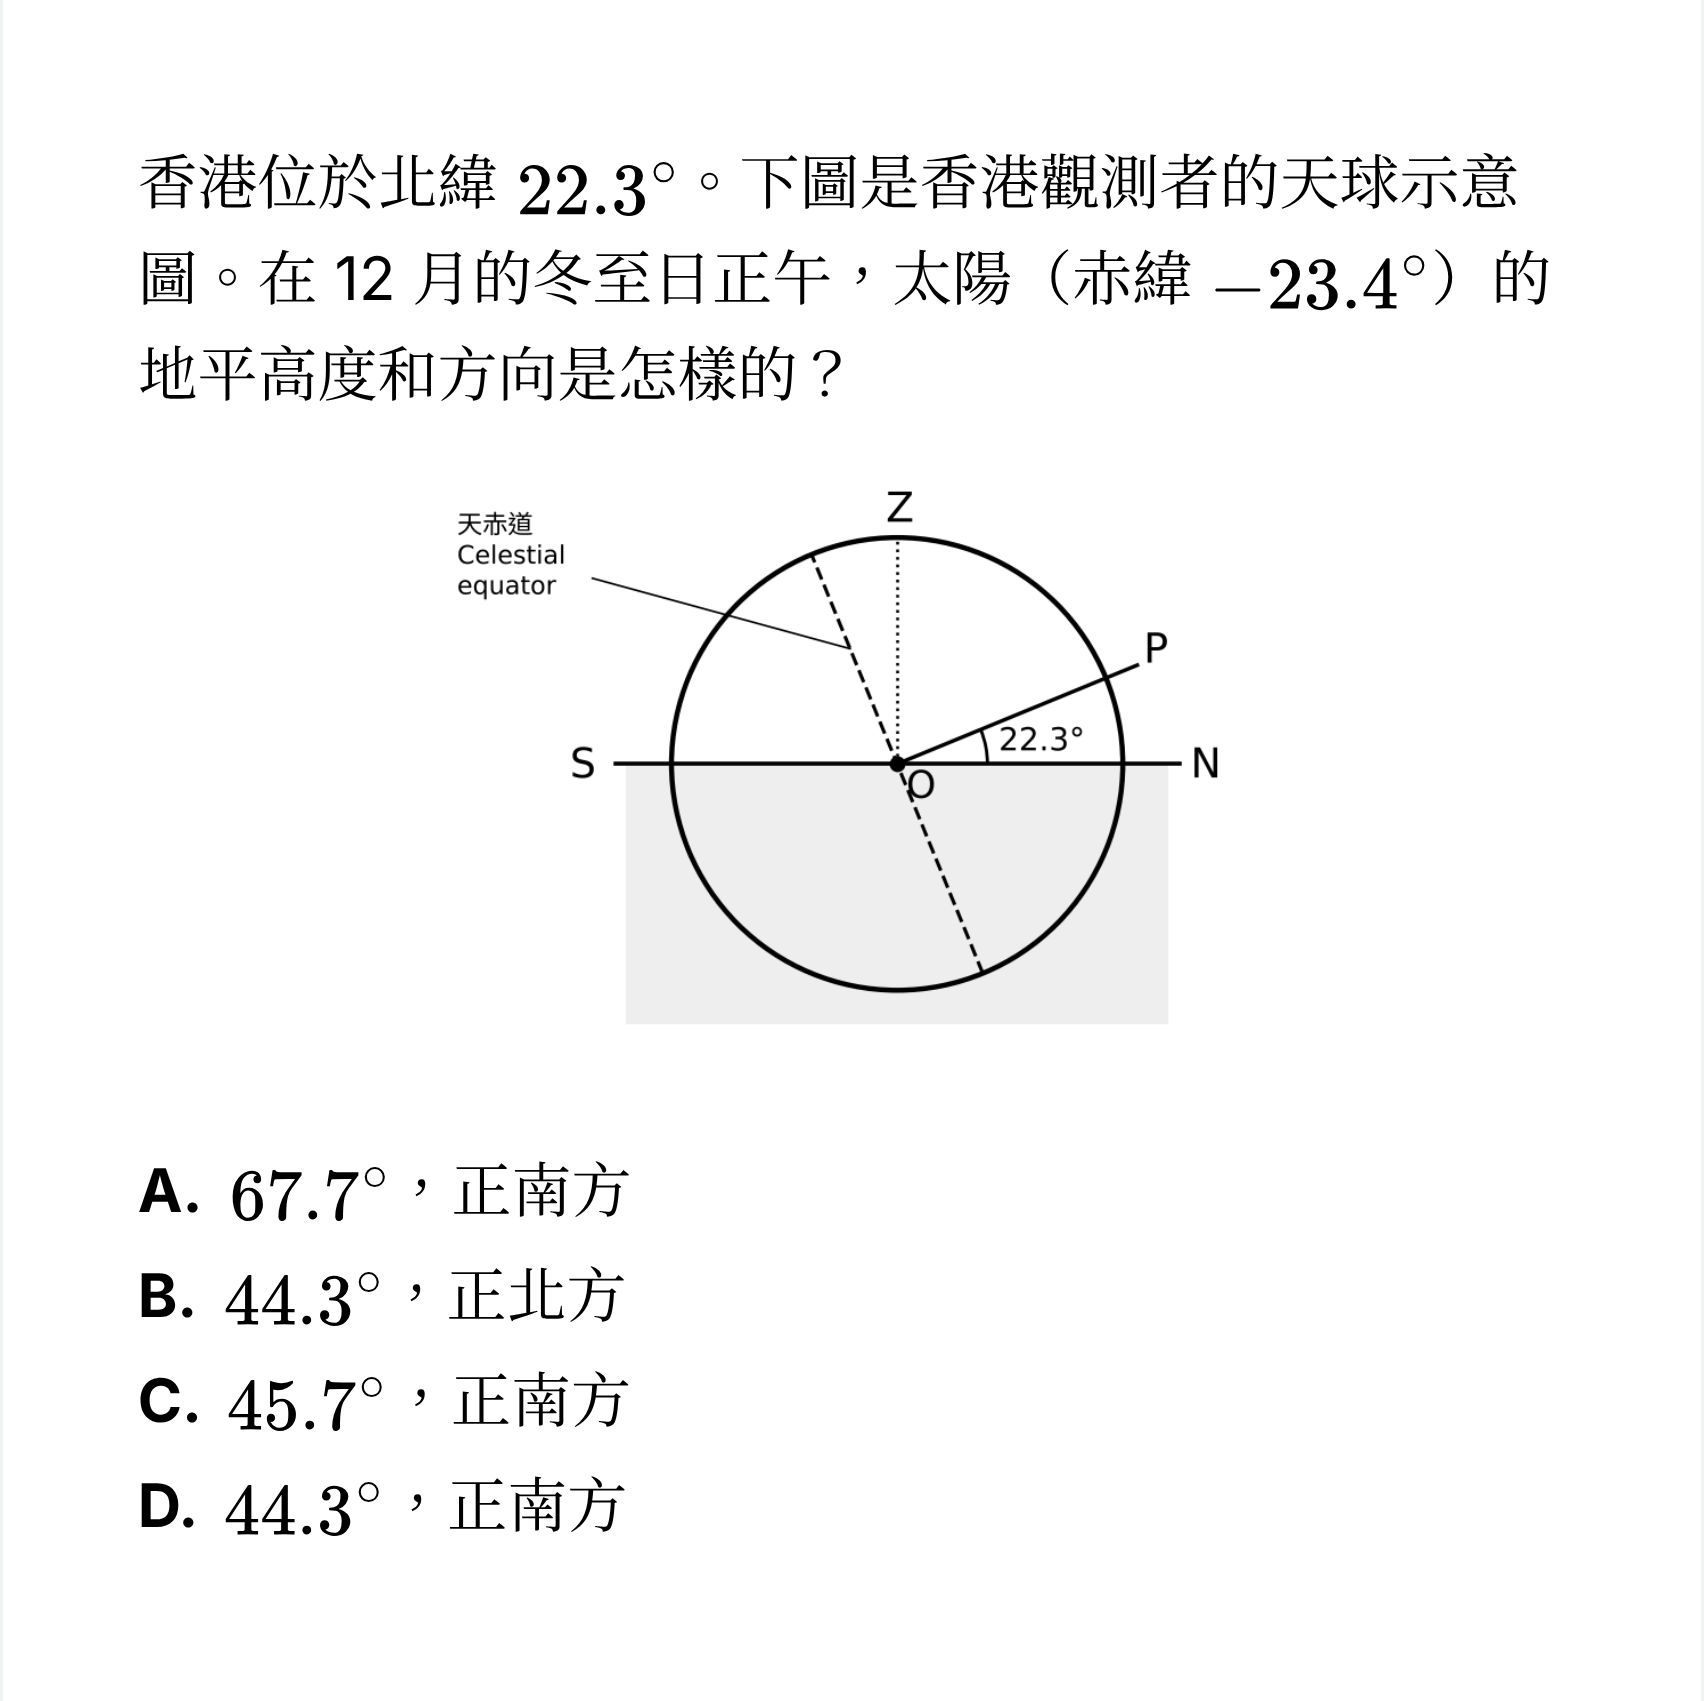 香港位於北緯 22.3°。下圖是香港觀測者的天球示意
圖。在 12 月的冬至日正午，太陽（赤緯 −23.4°）的
地平高度和方向是怎樣的？
Z
天赤道
Celestial
equator
P
22.3°
S
N
O
A. 67.7°，正南方
B. 44.3°，正北方
C. 45.7°，正南方
D. 44.3°，正南方